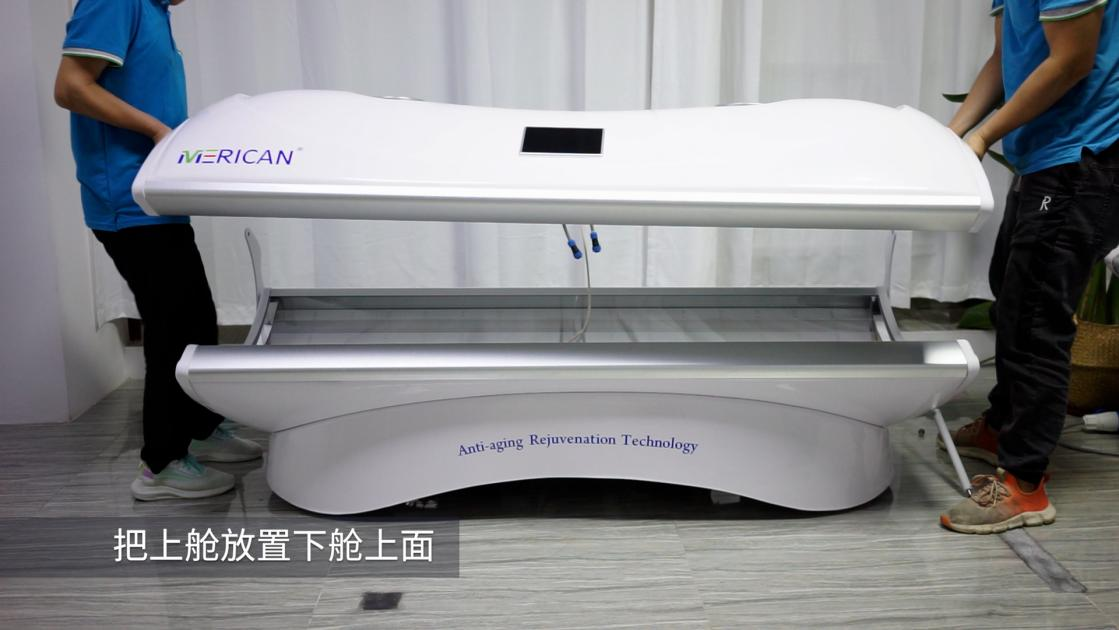 MERICAN®
R
Anti-aging Rejuvenation Technology
把上舱放置下舱上面